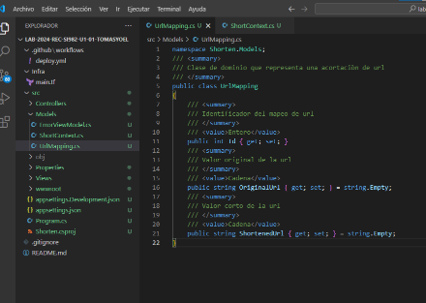 Archivo Editar Selección Ver Ir Ejecutar Terminal Ayuda
EXPLORADOR
LAB-2024-REC-SI982-U1-01-TOMASYOEL
.github\workflows
deploy.yml U
Infra
main.tf U
src
Controllers
Models
ErrorViewModel.cs U
ShortContext.cs U
UrlMapping.cs U
obj
Properties
Views
wwwroot
appsettings.Development.json U
appsettings.json U
Program.cs U
Shorten.csproj U
.gitignore
README.md
UrlMapping.cs U
ShortContext.cs U
src > Models > UrlMapping.cs
1 namespace Shorten.Models;
2 /// <summary>
3 /// Clase de dominio que representa una acortación de url
4 /// </summary>
5 public class UrlMapping
6 {
7 /// <summary>
8 /// Identificador del mapeo de url
9 /// </summary>
10 /// <value>Entero</value>
11 public int Id { get; set; }
12 /// <summary>
13 /// Valor original de la url
14 /// </summary>
15 /// <value>Cadena</value>
16 public string OriginalUrl { get; set; } = string.Empty;
17 /// <summary>
18 /// Valor corto de la url
19 /// </summary>
20 /// <value>Cadena</value>
21 public string ShortenedUrl { get; set; } = string.Empty;
22 }